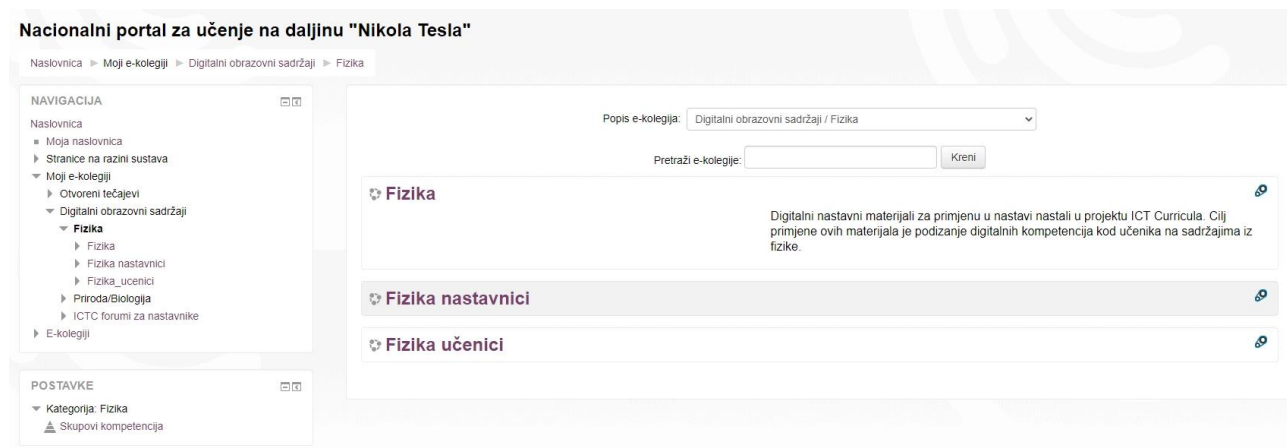 Nacionalni portal za učenje na daljinu "Nikola Tesla"
Naslovnica Moji e-kolegiji Digitalni obrazovni sadržaji Fizika
NAVIGACIJA
Naslovnica
Moja naslovnica
Stranice na razini sustava
Moji e-kolegiji
Otvoreni tečajevi
Digitalni obrazovni sadržaji
Fizika
Fizika
Fizika nastavnici
Fizika_ucenici
Priroda/Biologija
ICTC forumi za nastavnike
E-kolegiji
POSTAVKE
Kategorija: Fizika
Skupovi kompetencija
Popis e-kolegija: Digitalni obrazovni sadržaji / Fizika
Pretraži e-kolegije: Kreni
Fizika
Digitalni nastavni materijali za primjenu u nastavi nastali u projektu ICT Curricula. Cilj
primjene ovih materijala je podizanje digitalnih kompetencija kod učenika na sadržajima iz
fizike.
Fizika nastavnici
Fizika učenici